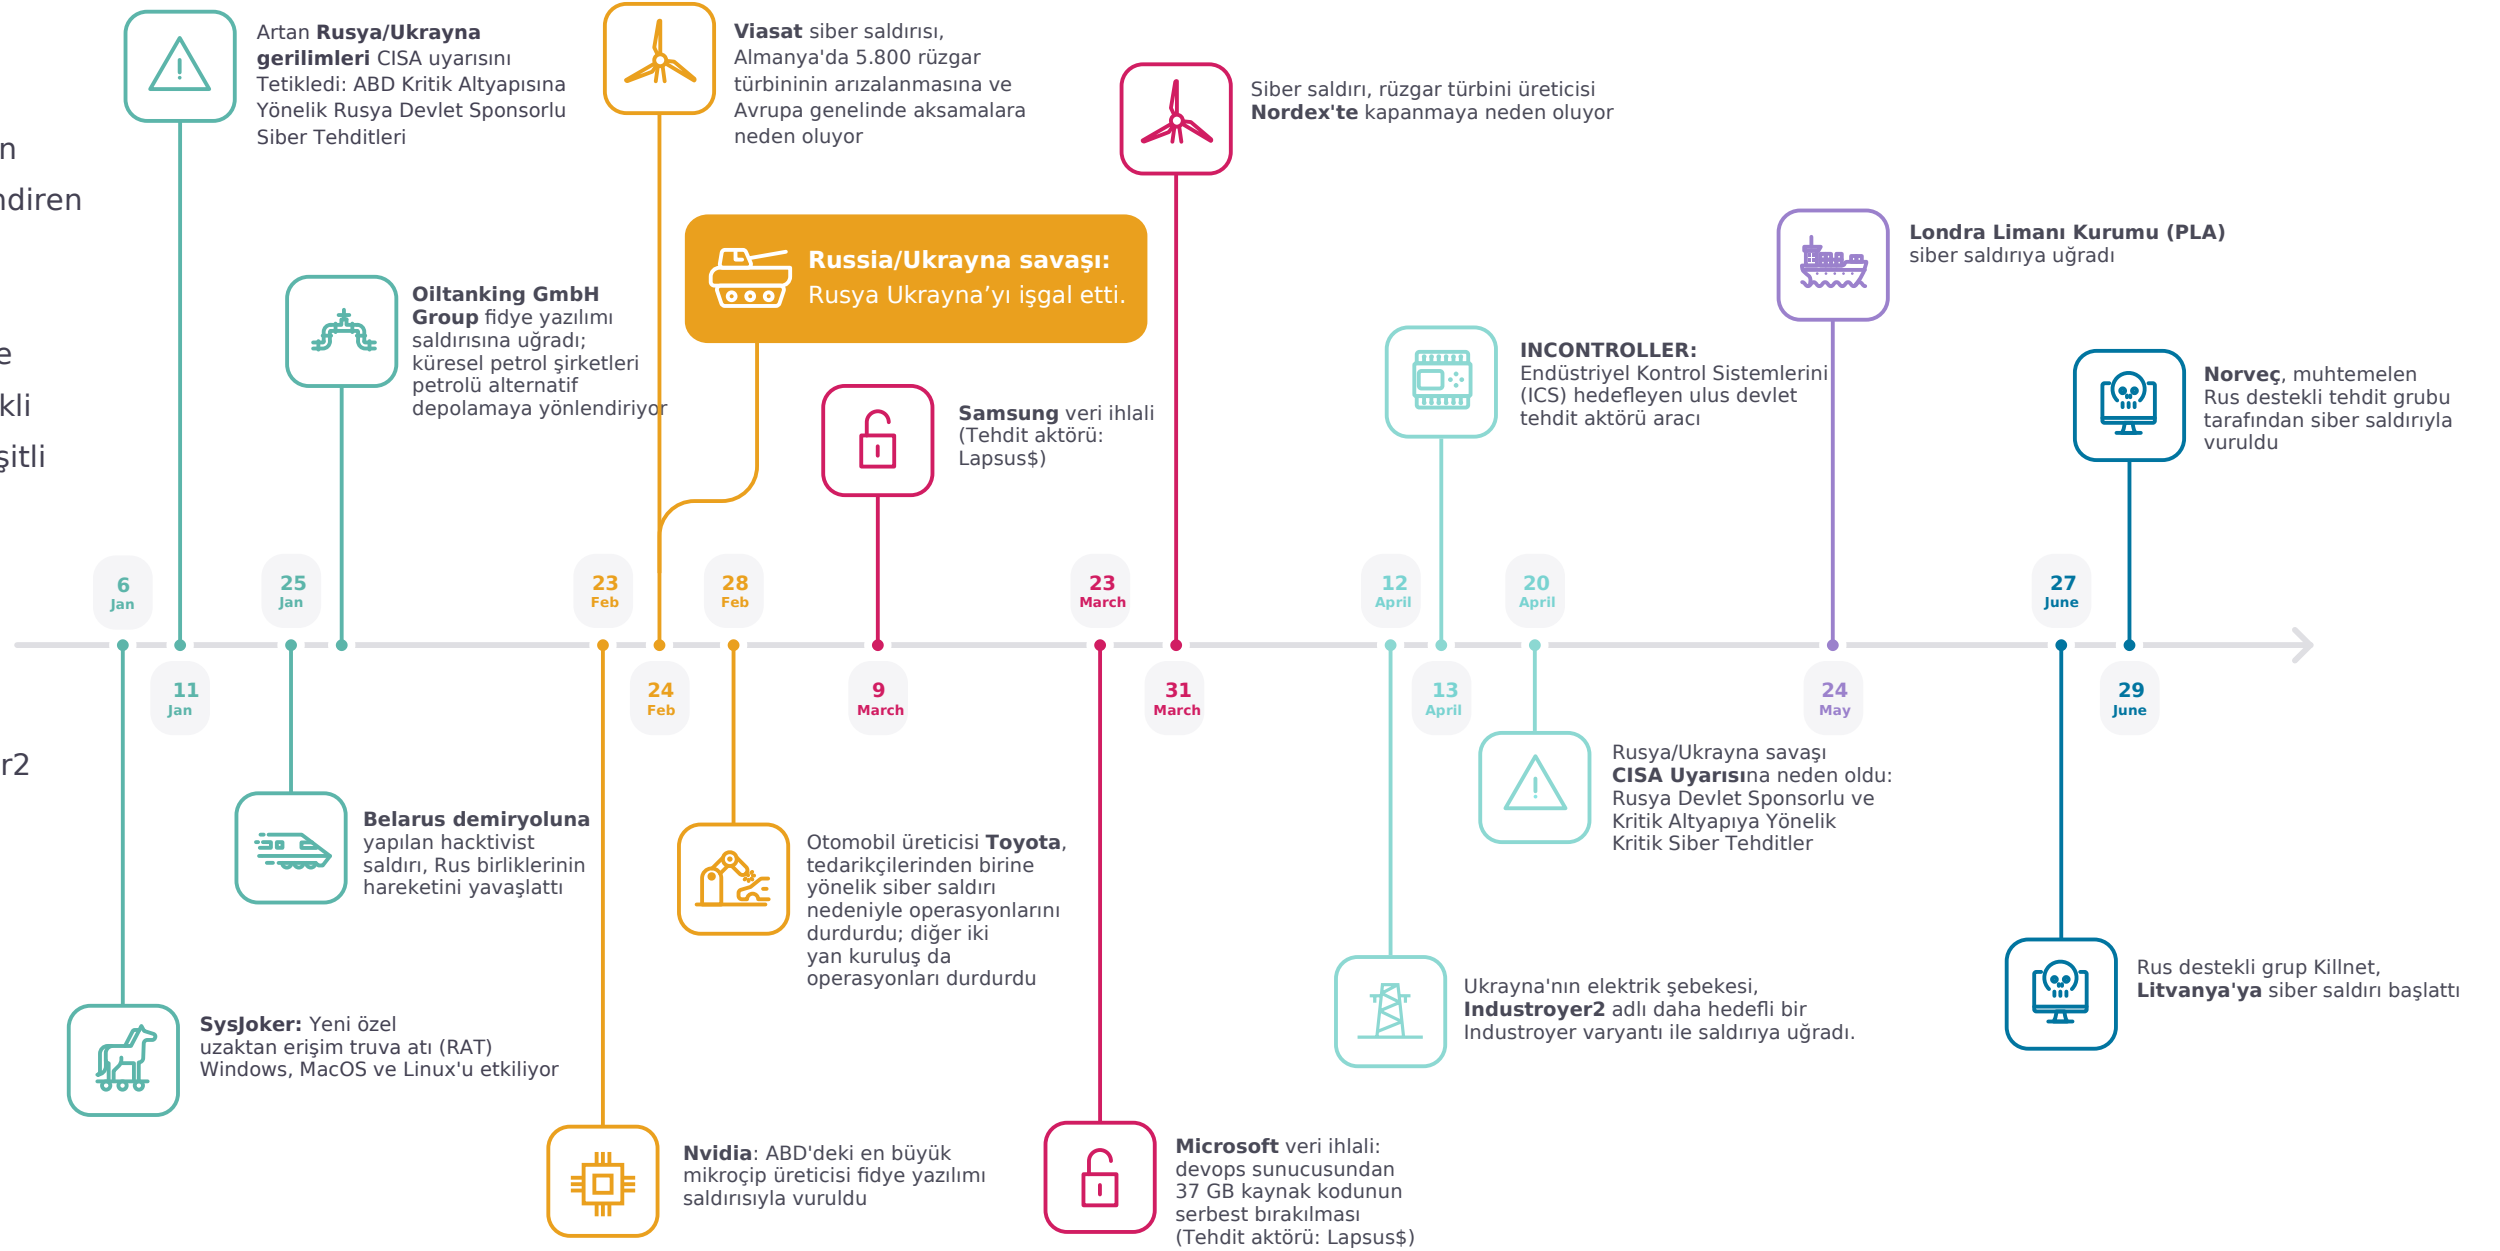 Artan Rusya/Ukrayna
gerilimleri CISA uyarısını
Tetikledi: ABD Kritik Altyapısına
Yönelik Rusya Devlet Sponsorlu
Siber Tehditleri
Viasat siber saldırısı,
Almanya'da 5.800 rüzgar
türbininin arızalanmasına ve
Avrupa genelinde aksamalara
neden oluyor
Siber saldırı, rüzgar türbini üreticisi
Nordex'te kapanmaya neden oluyor
n
ndiren
e
kli
şitli
r2
Oiltanking GmbH
Group fidye yazılımı
saldırısına uğradı;
küresel petrol şirketleri
petrolü alternatif
depolamaya yönlendiriyor
Russia/Ukrayna savaşı:
Rusya Ukrayna’yı işgal etti.
Samsung veri ihlali
(Tehdit aktörü:
Lapsus$)
INCONTROLLER:
Endüstriyel Kontrol Sistemlerini
(ICS) hedefleyen ulus devlet
tehdit aktörü aracı
Londra Limanı Kurumu (PLA)
siber saldırıya uğradı
Norveç, muhtemelen
Rus destekli tehdit grubu
tarafından siber saldırıyla
vuruldu
6
Jan
11
Jan
25
Jan
23
Feb
24
Feb
28
Feb
9
March
23
March
31
March
12
April
13
April
20
April
24
May
27
June
29
June
SysJoker: Yeni özel
uzaktan erişim truva atı (RAT)
Windows, MacOS ve Linux'u etkiliyor
Belarus demiryoluna
yapılan hacktivist
saldırı, Rus birliklerinin
hareketini yavaşlattı
Nvidia: ABD'deki en büyük
mikroçip üreticisi fidye yazılımı
saldırısıyla vuruldu
Otomobil üreticisi Toyota,
tedarikçilerinden birine
yönelik siber saldırı
nedeniyle operasyonlarını
durdurdu; diğer iki
yan kuruluş da
operasyonları durdurdu
Microsoft veri ihlali:
devops sunucusundan
37 GB kaynak kodunun
serbest bırakılması
(Tehdit aktörü: Lapsus$)
Ukrayna'nın elektrik şebekesi,
Industroyer2 adlı daha hedefli bir
Industroyer varyantı ile saldırıya uğradı.
Rusya/Ukrayna savaşı
CISA Uyarısına neden oldu:
Rusya Devlet Sponsorlu ve
Kritik Altyapıya Yönelik
Kritik Siber Tehditler
Rus destekli grup Killnet,
Litvanya'ya siber saldırı başlattı